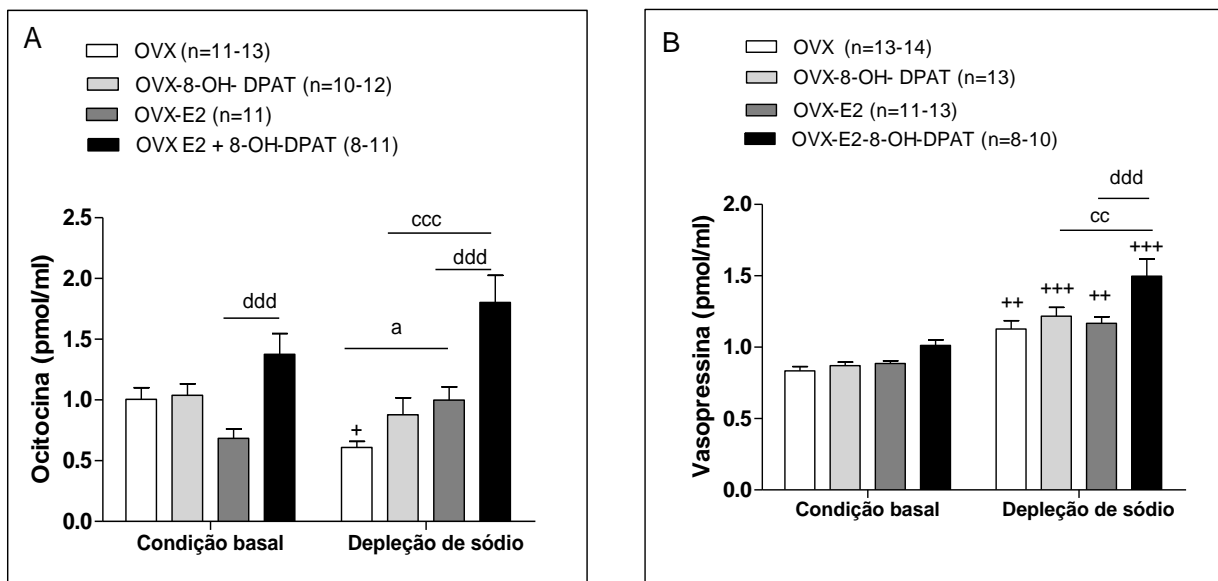 A
OVX (n=11-13)
OVX-8-OH- DPAT (n=10-12)
OVX-E2 (n=11)
OVX E2 + 8-OH-DPAT (8-11)
Ocitocina (pmol/ml)
2.5
2.0
1.5
1.0
0.5
0.0
ccc
ddd
ddd
a
+
Condição basal
Depleção de sódio
B
OVX (n=13-14)
OVX-8-OH- DPAT (n=13)
OVX-E2 (n=11-13)
OVX-E2-8-OH-DPAT (n=8-10)
Vasopressina (pmol/ml)
2.0
1.5
1.0
0.5
0.0
ddd
cc
+++
++
+++
++
Condição basal
Depleção de sódio